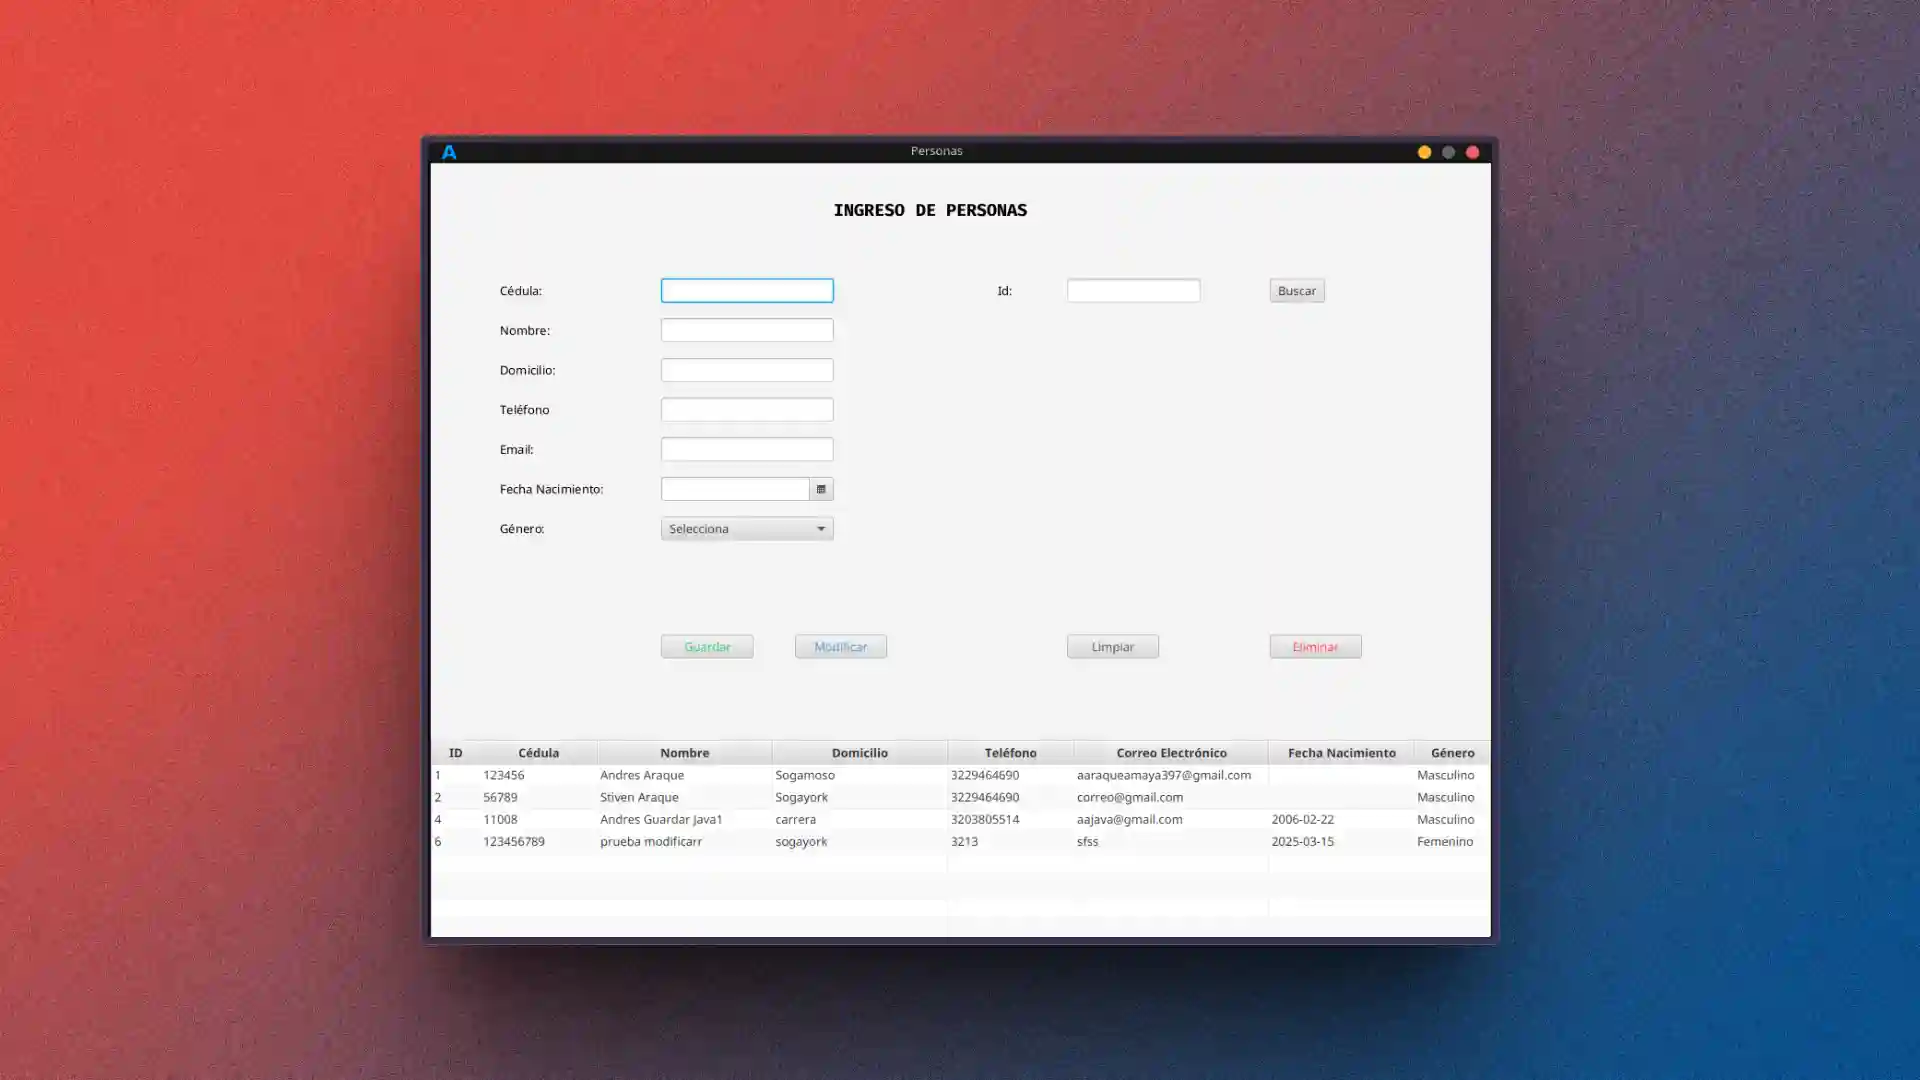 A
Personas
INGRESO DE PERSONAS
Cédula:
Id:
Buscar
Nombre:
Domicilio:
Teléfono
Email:
Fecha Nacimiento:
Género:
Selecciona
Guardar
Modificar
Limpiar
Eliminar
ID Cédula Nombre Domicilio Teléfono Correo Electrónico Fecha Nacimiento Género
1 123456 Andres Araque Sogamoso 3229464690 aaraqueamaya397@gmail.com Masculino
2 56789 Stiven Araque Sogayork 3229464690 correo@gmail.com Masculino
4 11008 Andres Guardar Java1 carrera 3203805514 aajava@gmail.com 2006-02-22 Masculino
6 123456789 prueba modificarr sogayork 3213 sfss 2025-03-15 Femenino